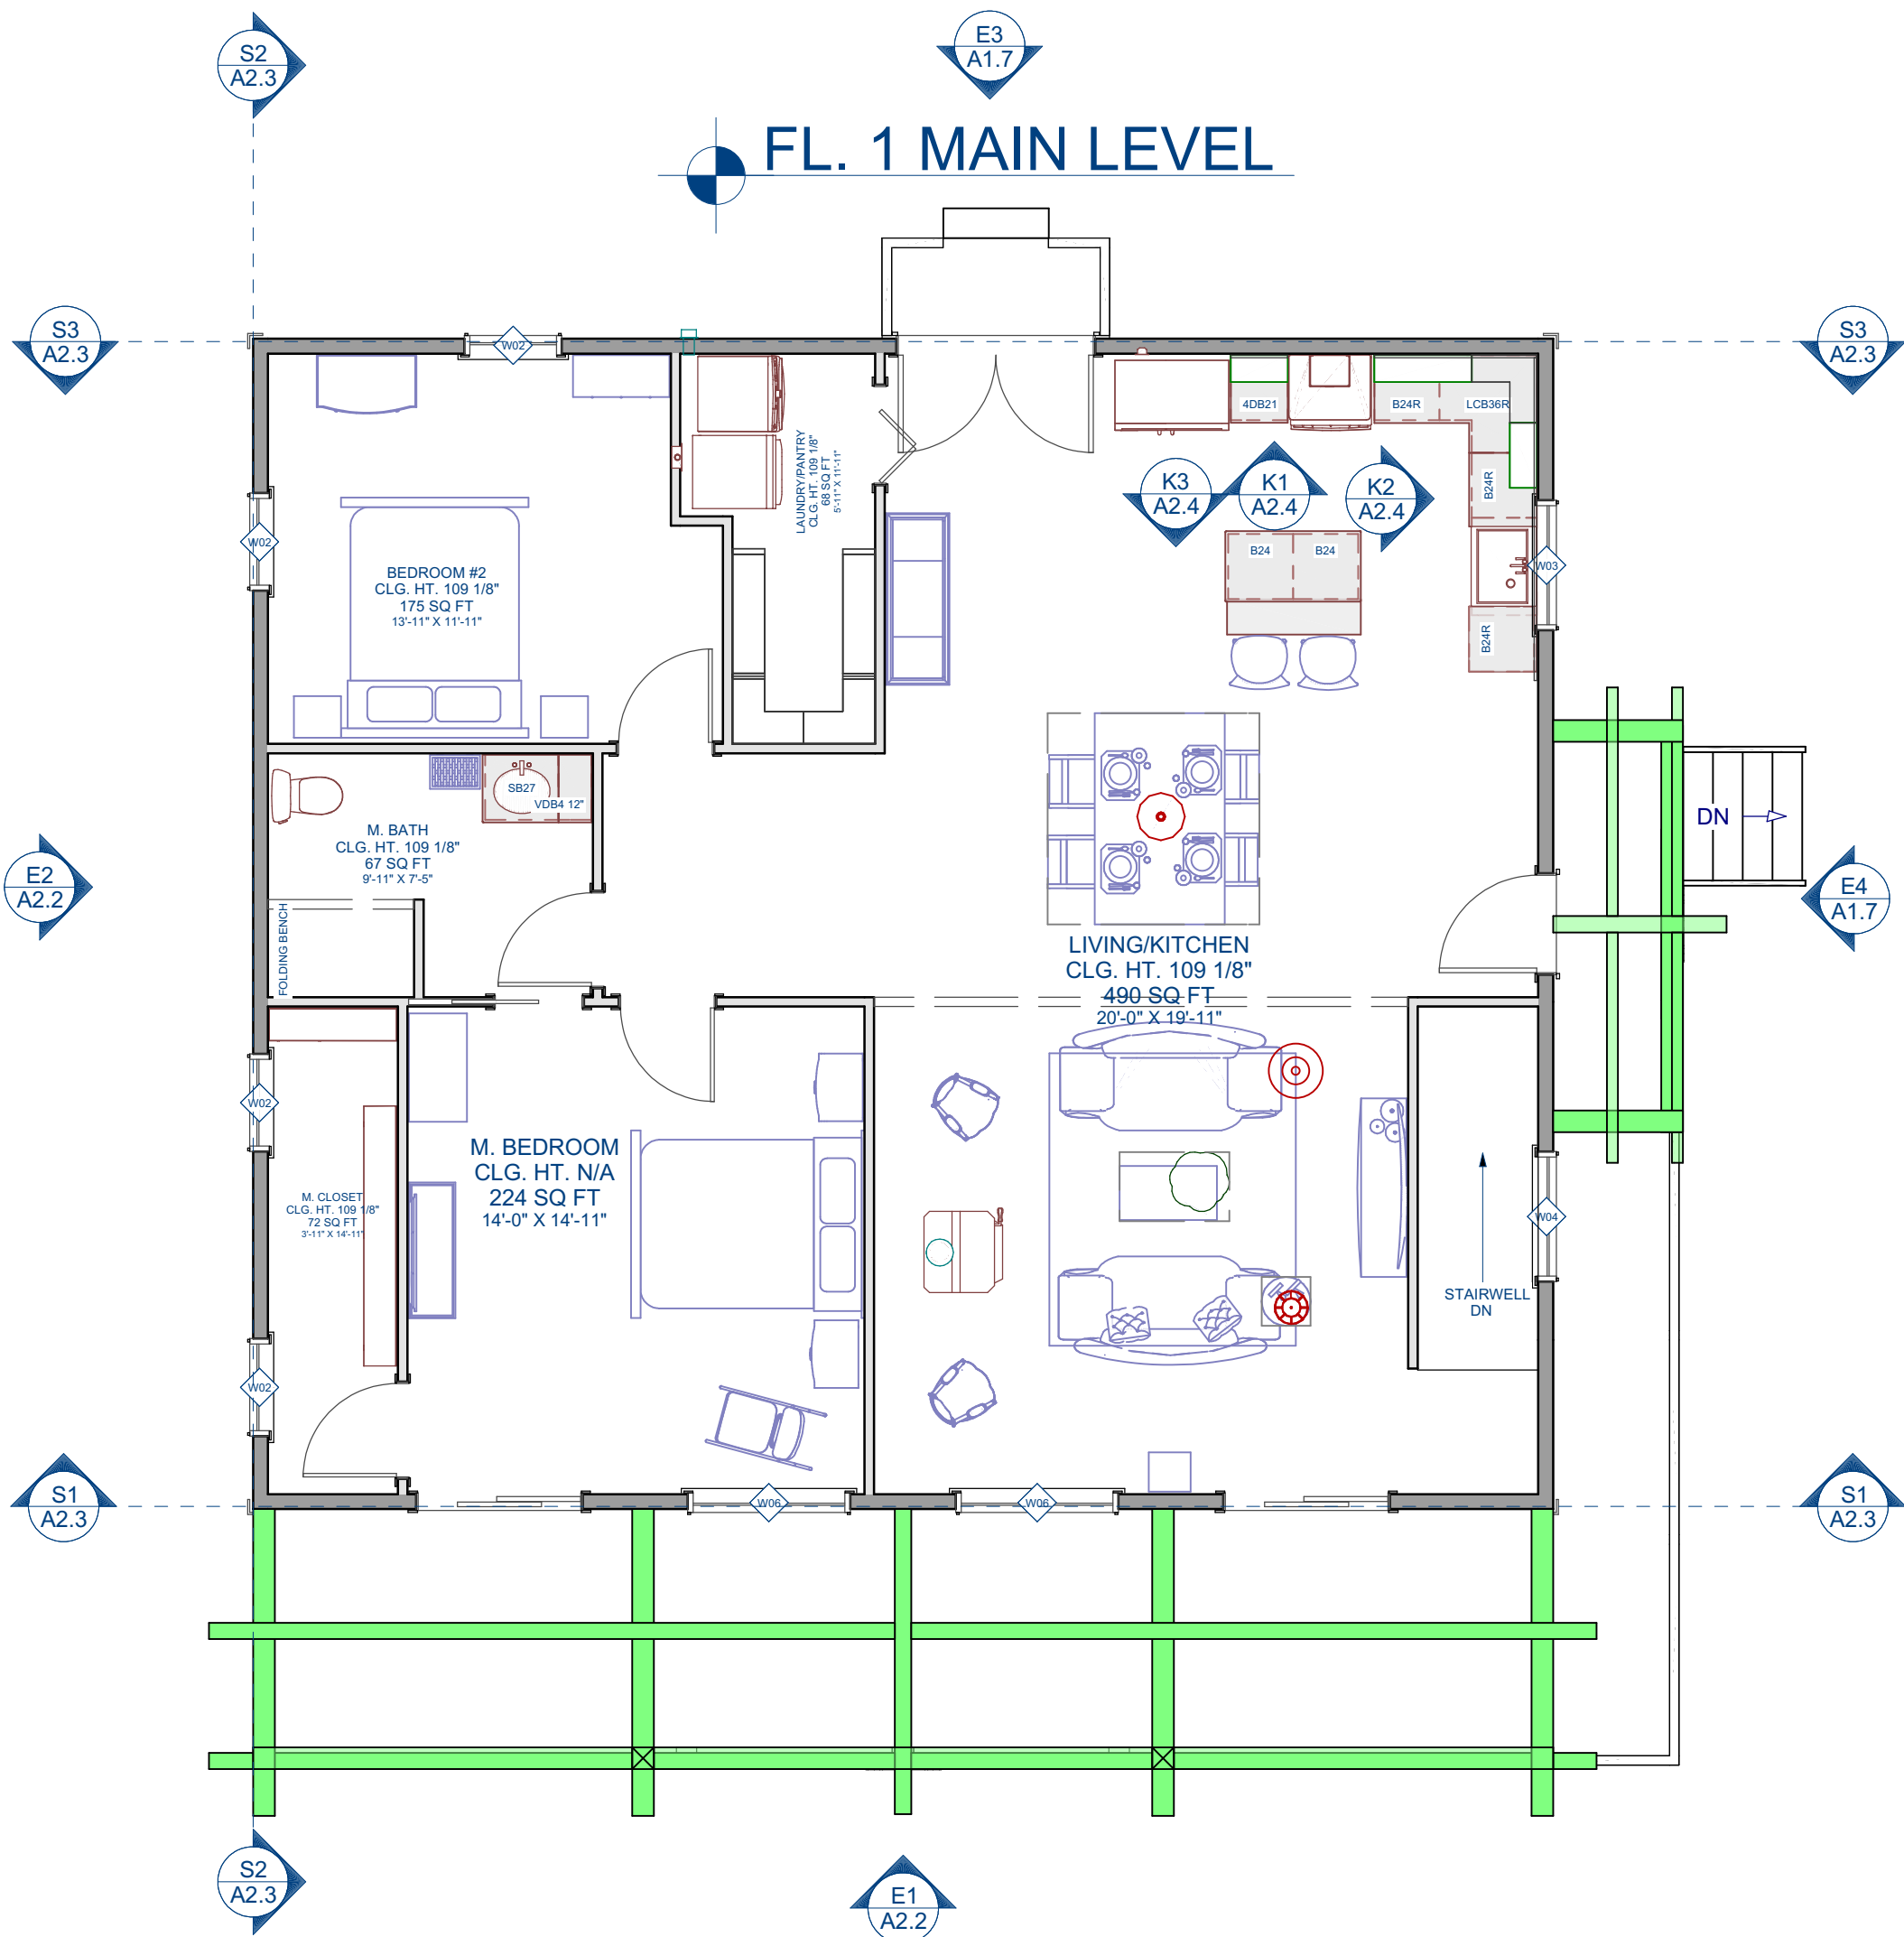 S2
A2.3
E3
A1.7
FL. 1 MAIN LEVEL
S3
A2.3
S3
A2.3
W02
4DB21
B24R
LCB36R
LAUNDRY/PANTRY
CLG. HT. 109 1/8"
68 SQ FT
5'-11" X 11'-11"
K3
A2.4
K1
A2.4
K2
A2.4
B24R
W02
B24
B24
W03
BEDROOM #2
CLG. HT. 109 1/8"
175 SQ FT
13'-11" X 11'-11"
B24R
SB27
VDB4 12"
DN
M. BATH
CLG. HT. 109 1/8"
67 SQ FT
9'-11" X 7'-5"
E2
A2.2
E4
A1.7
FOLDING BENCH
LIVING/KITCHEN
CLG. HT. 109 1/8"
490 SQ FT
20'-0" X 19'-11"
W02
M. BEDROOM
CLG. HT. N/A
224 SQ FT
14'-0" X 14'-11"
M. CLOSET
CLG. HT. 109 1/8"
72 SQ FT
3'-11" X 14'-11"
W04
STAIRWELL
DN
W02
S1
A2.3
W06
W06
S1
A2.3
S2
A2.3
E1
A2.2